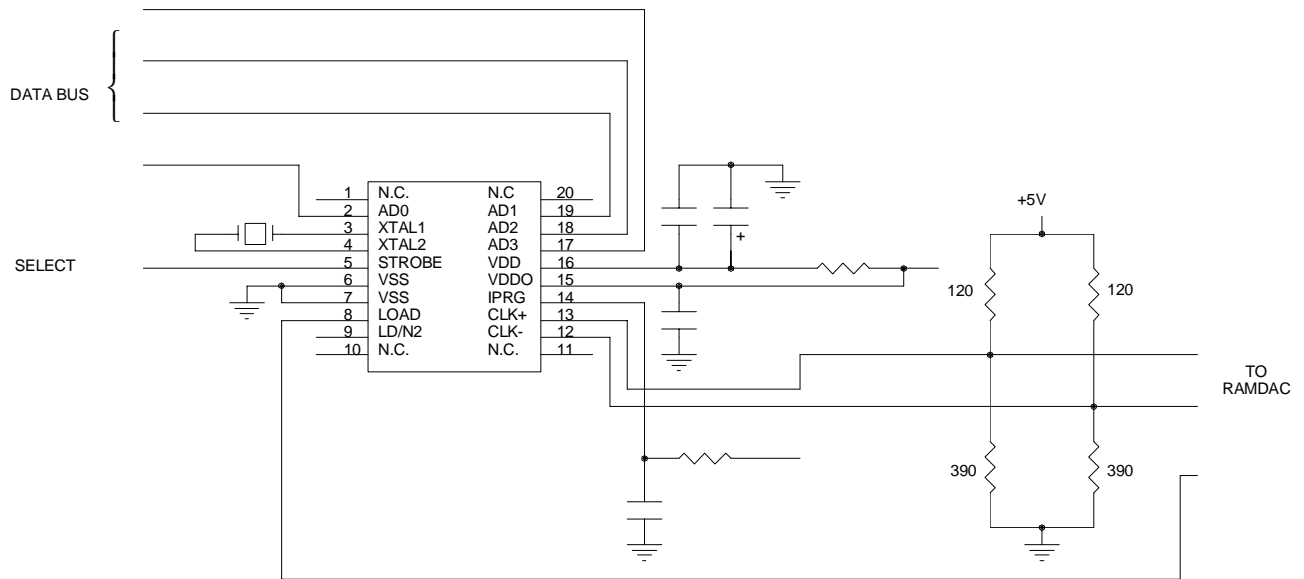 DATA BUS
SELECT
1 N.C. N.C 20
2 AD0 AD1 19
3 XTAL1 AD2 18
4 XTAL2 AD3 17
5 STROBE VDD 16
6 VSS VDDO 15
7 VSS IPRG 14
8 LOAD CLK+ 13
9 LD/N2 CLK- 12
10 N.C. N.C. 11
+
+5V
120 120
390 390
TO
RAMDAC